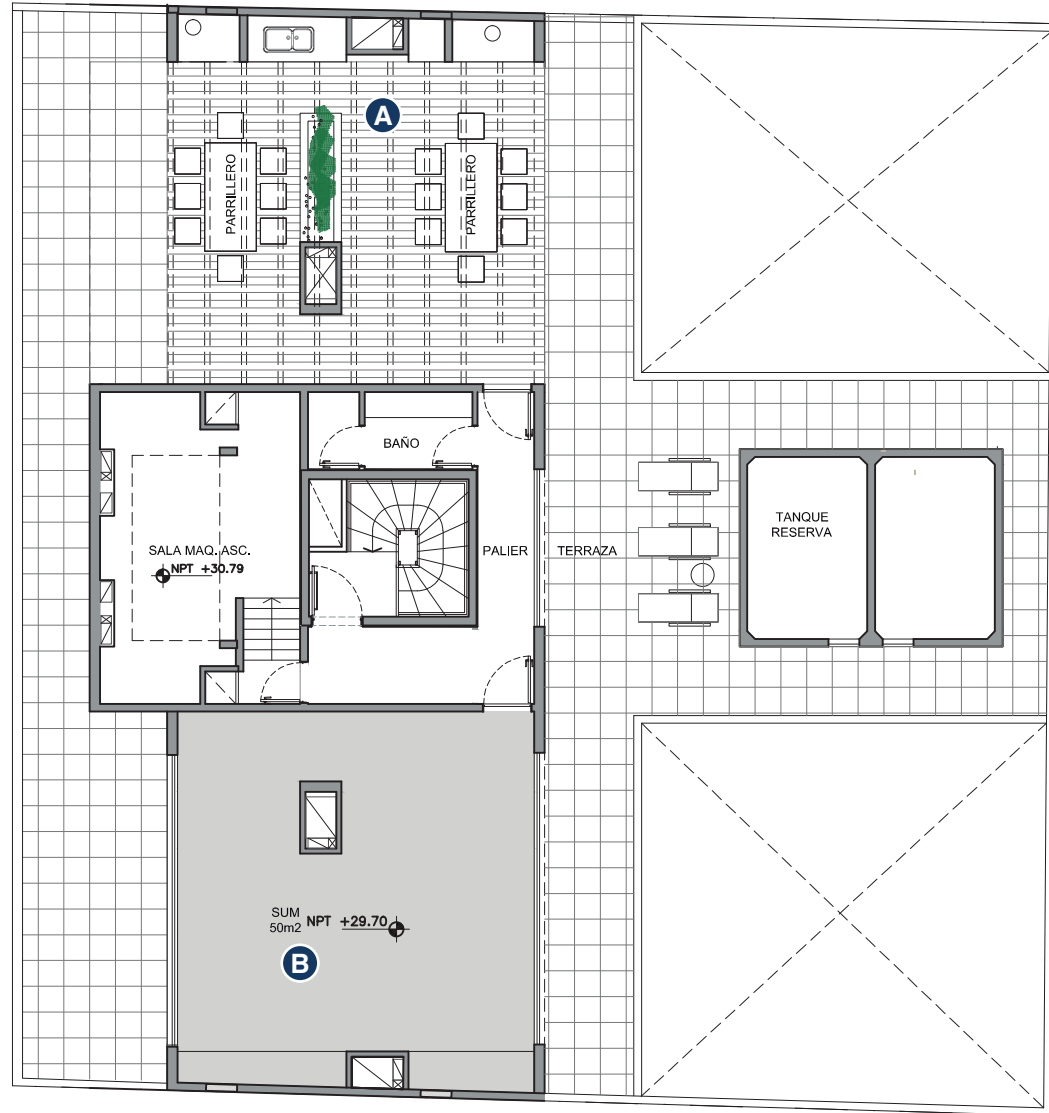 A
PARRILLERO
PARRILLERO
BAÑO
SALA MAQ. ASC.
NPT +30.79
PALIER
TERRAZA
TANQUE
RESERVA
SUM
50m2
NPT +29.70
B